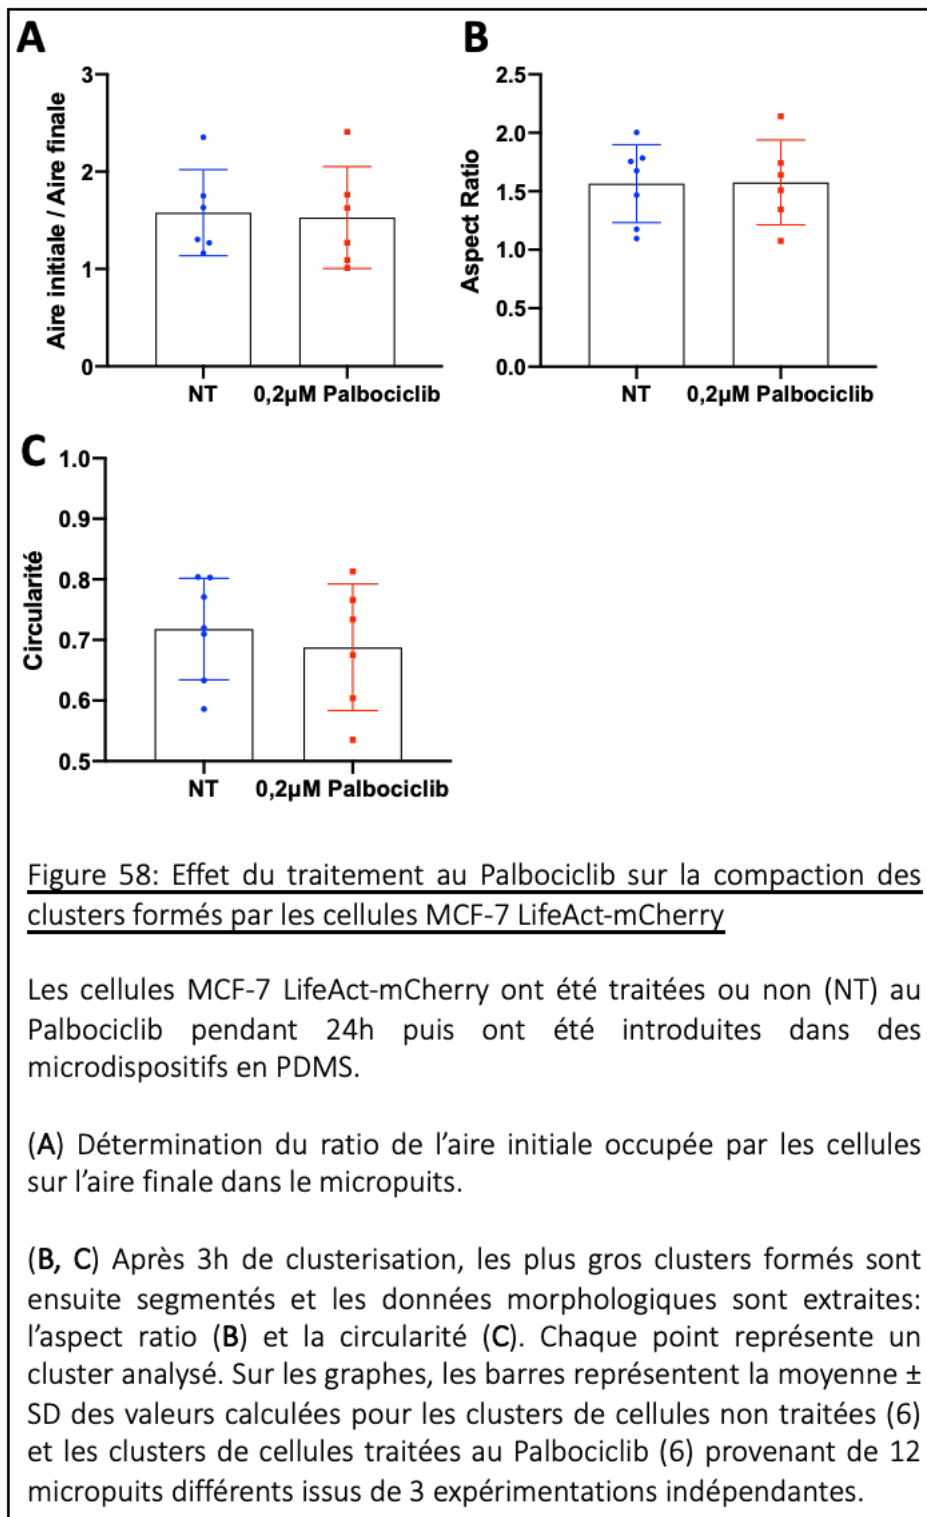 A
3
2
1
0
Aire initiale / Aire finale
NT
0,2µM Palbociclib
B
2.5
2.0
1.5
1.0
0.5
0.0
Aspect Ratio
NT
0,2µM Palbociclib
C
1.0
0.9
0.8
0.7
0.6
0.5
Circularité
NT
0,2µM Palbociclib
Figure 58: Effet du traitement au Palbociclib sur la compaction des
clusters formés par les cellules MCF-7 LifeAct-mCherry
Les cellules MCF-7 LifeAct-mCherry ont été traitées ou non (NT) au
Palbociclib pendant 24h puis ont été introduites dans des
microdispositifs en PDMS.
(A) Détermination du ratio de l’aire initiale occupée par les cellules
sur l’aire finale dans le micropuits.
(B, C) Après 3h de clusterisation, les plus gros clusters formés sont
ensuite segmentés et les données morphologiques sont extraites:
l’aspect ratio (B) et la circularité (C). Chaque point représente un
cluster analysé. Sur les graphes, les barres représentent la moyenne ±
SD des valeurs calculées pour les clusters de cellules non traitées (6)
et les clusters de cellules traitées au Palbociclib (6) provenant de 12
micropuits différents issus de 3 expérimentations indépendantes.